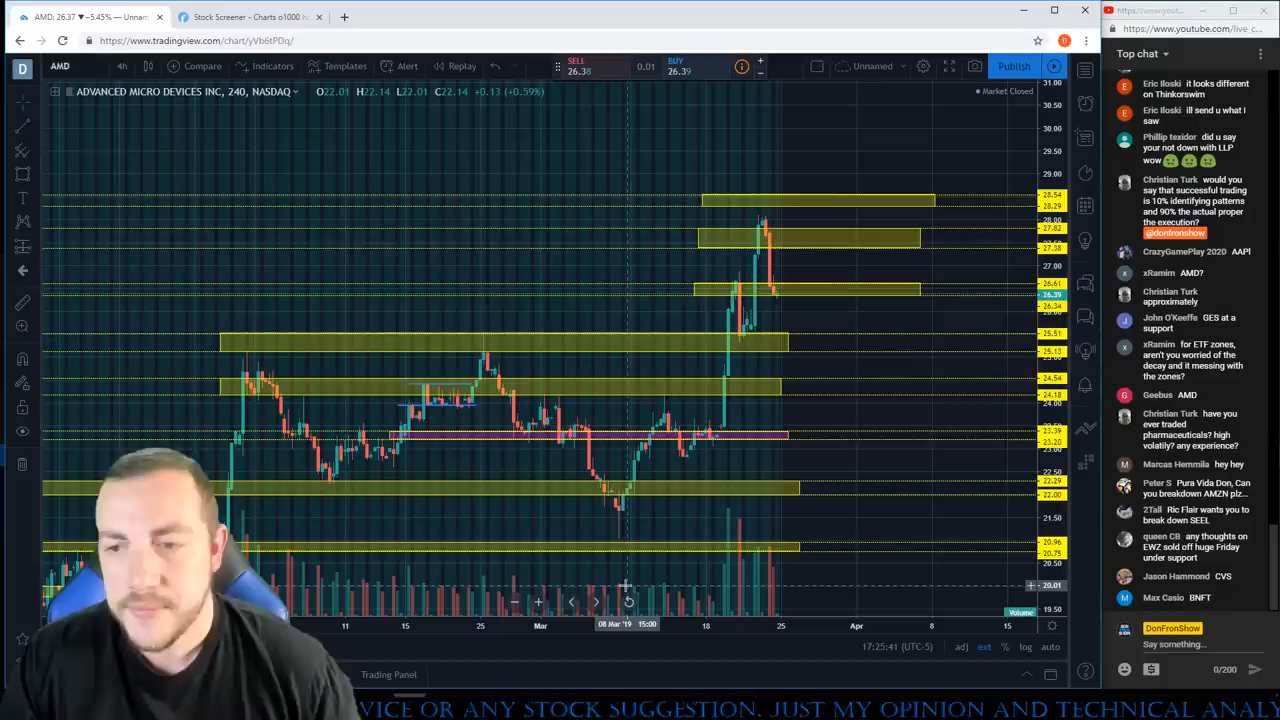 AMD: 26.37 ▼ −5.45% — Unnam
Stock Screener - Charts o1000 h
https://www.tradingview.com/chart/yVb6tPcD/
D
AMD
4h
Compare
Indicators
Templates
Alert
Replay
SELL
26.38
0.01
BUY
26.39
Unnamed
Publish
ADVANCED MICRO DEVICES INC, 240, NASDAQ
O22.01 H22.14 L22.01 C22.14 +0.13 (+0.59%)
Market Closed
31.00
30.50
30.00
29.50
29.00
28.54
28.29
28.00
27.82
27.38
27.00
26.61
26.39
26.34
25.51
25.13
24.54
24.18
24.00
23.39
23.20
22.50
22.29
22.00
21.50
20.96
20.75
20.50
20.01
19.50
Volume
11
15
25
Mar
08 Mar '19 15:00
18
25
Apr
8
15
17:25:41 (UTC-5)
adj
ext
%
log
auto
Trading Panel
https://www.yout...
https://www.youtube.com/live_c...
Top chat
Eric Iloski it looks different
on Thinkorswim
Eric Iloski ill send u what I
saw
Phillip texidor did u say
your not down with LLP
wow
Christian Turk would you
say that successful trading
is 10% identifying patterns
and 90% the actual proper
the execution?
@donfronshow
CrazyGamePlay 2020 AAPl
xRamim AMD?
Christian Turk
approximately
John O'Keeffe GES at a
support
xRamim for ETF zones,
aren't you worried of the
decay and it messing with
the zones?
Geebus AMD
Christian Turk have you
ever traded
pharmaceuticals? high
volatily? any experience?
Marcas Hemmila hey hey
Peter S Pura Vida Don, Can
you breakdown AMZN plz...
2Tall Ric Flair wants you to
break down SEEL
queen CB any thoughts on
EWZ sold off huge Friday
under support
Jason Hammond CVS
Max Casio BNFT
DonFronShow
Say something...
0/200
VICE OR ANY STOCK SUGGESTION. JUST MY OPINION AND TECHNICAL ANALY